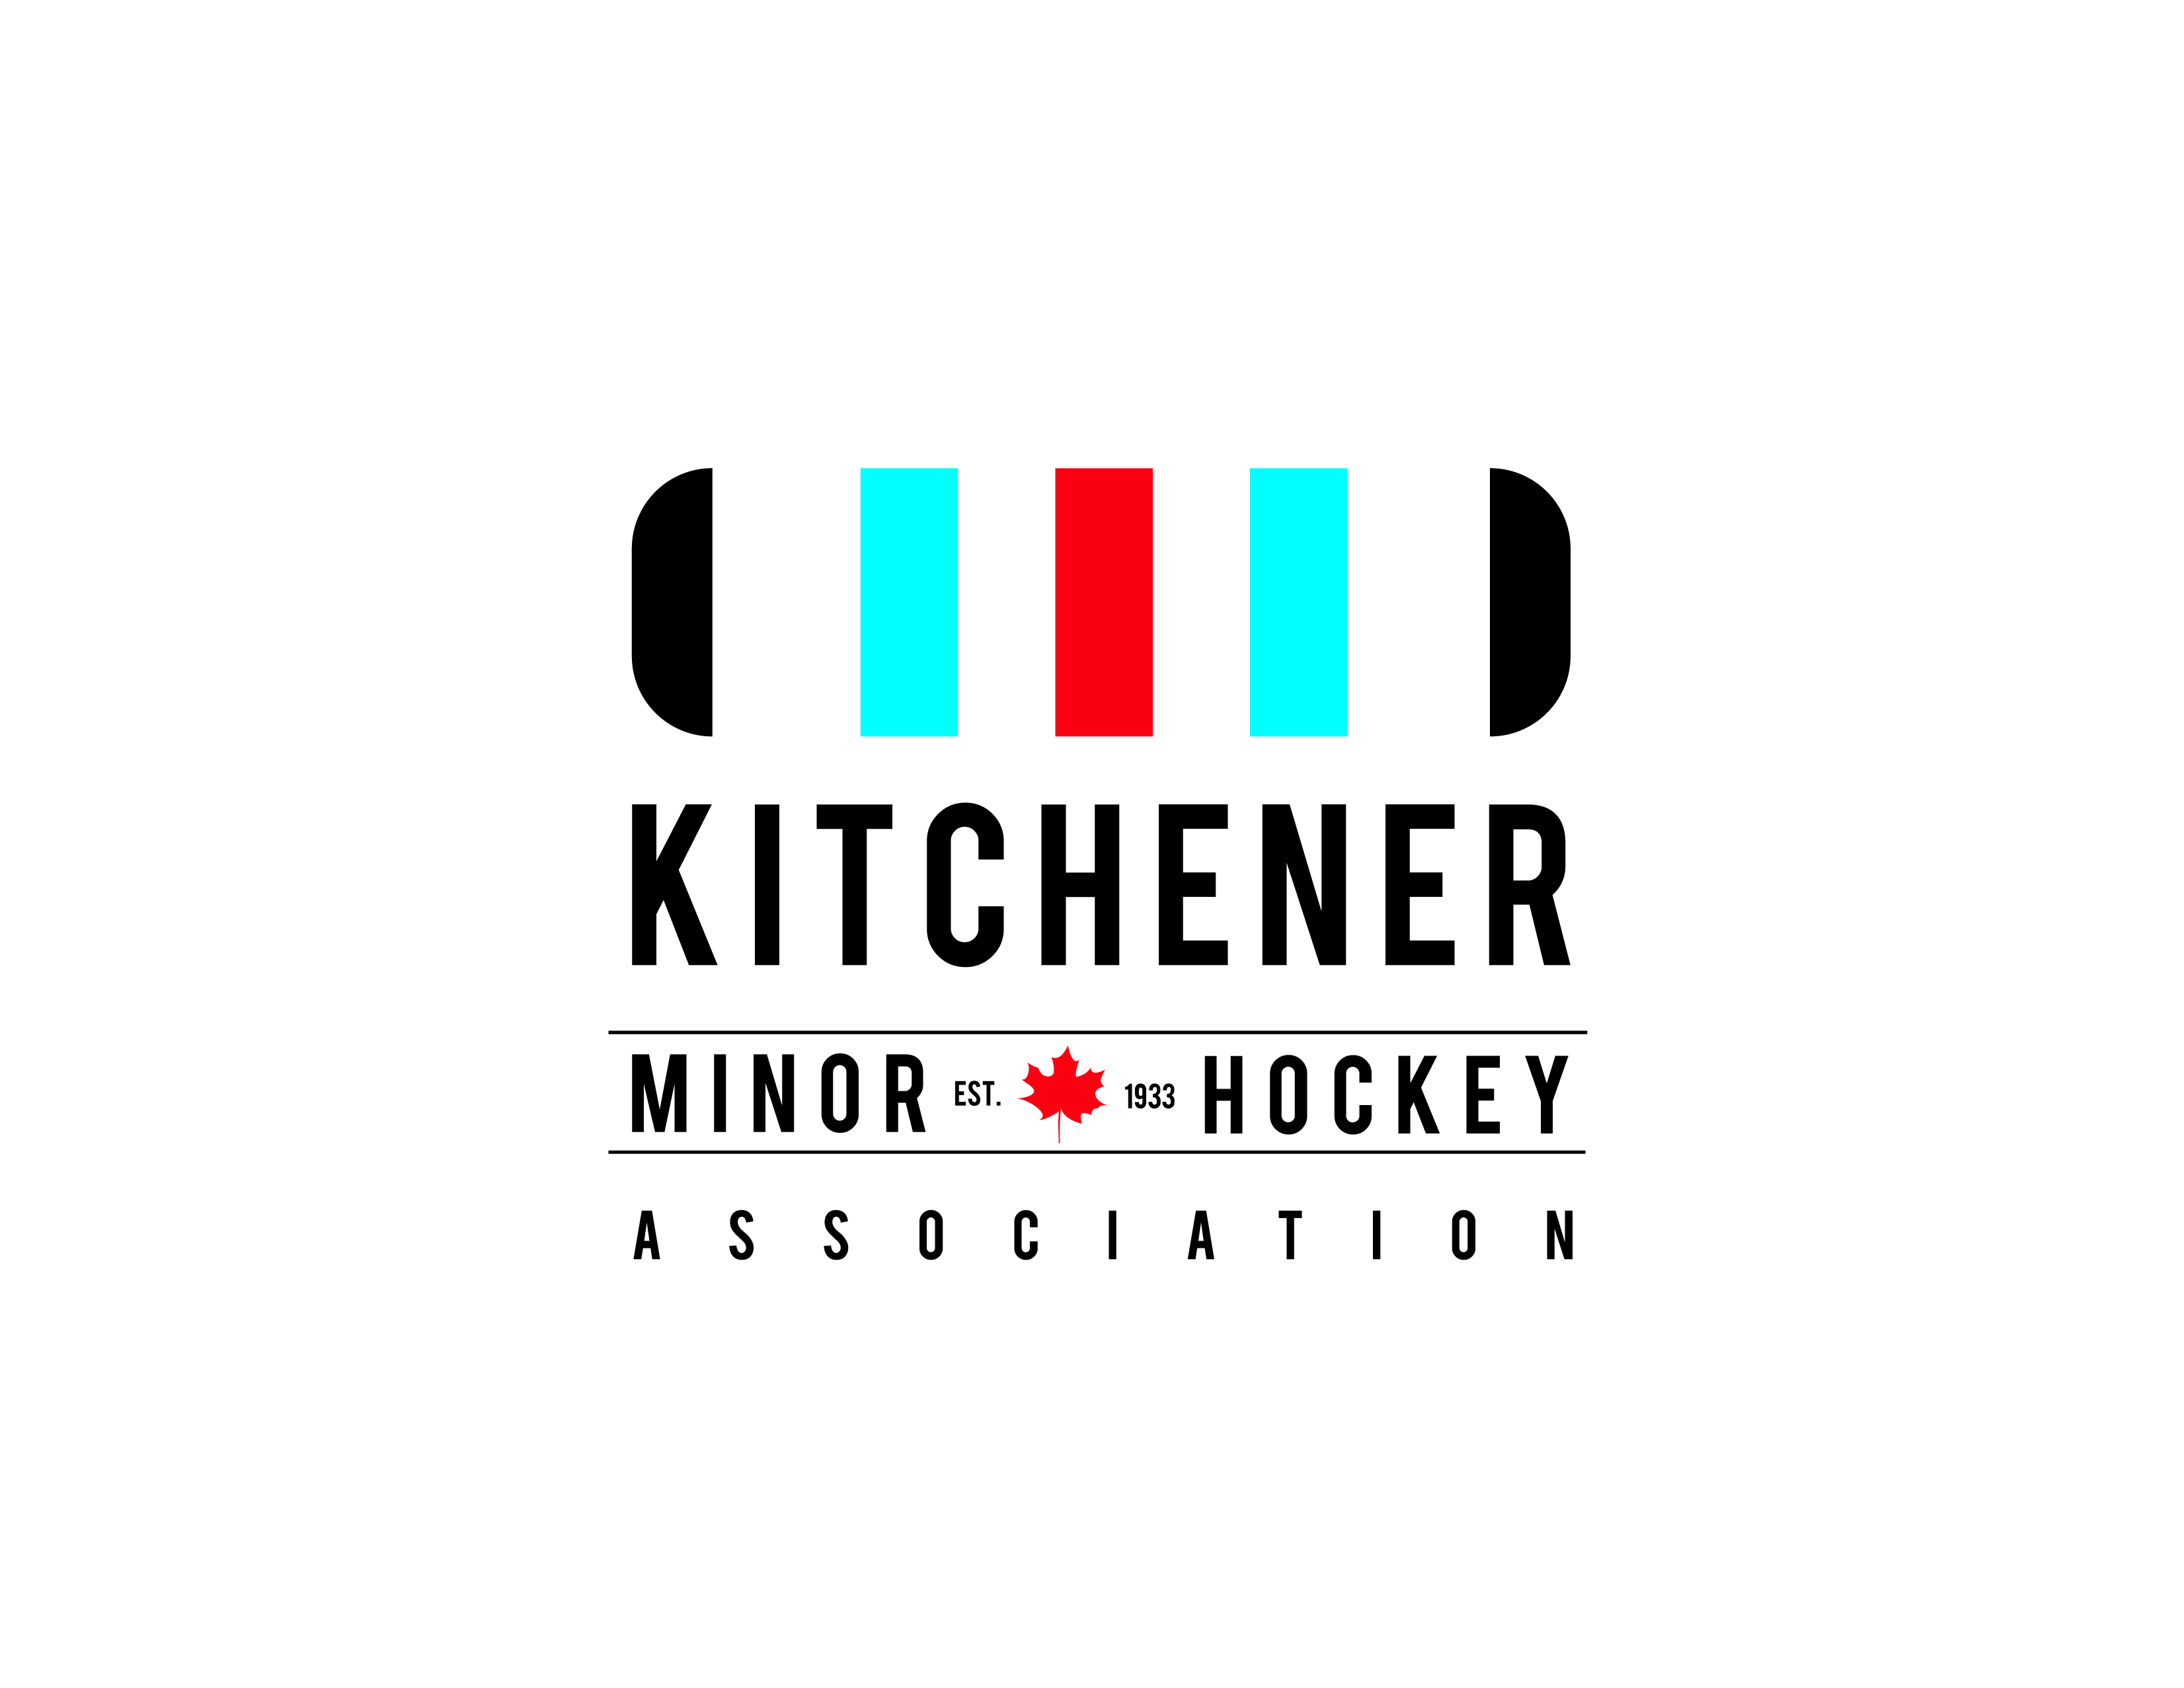 KITCHENER
MINOR EST. 1933 HOCKEY
ASSOCIATION